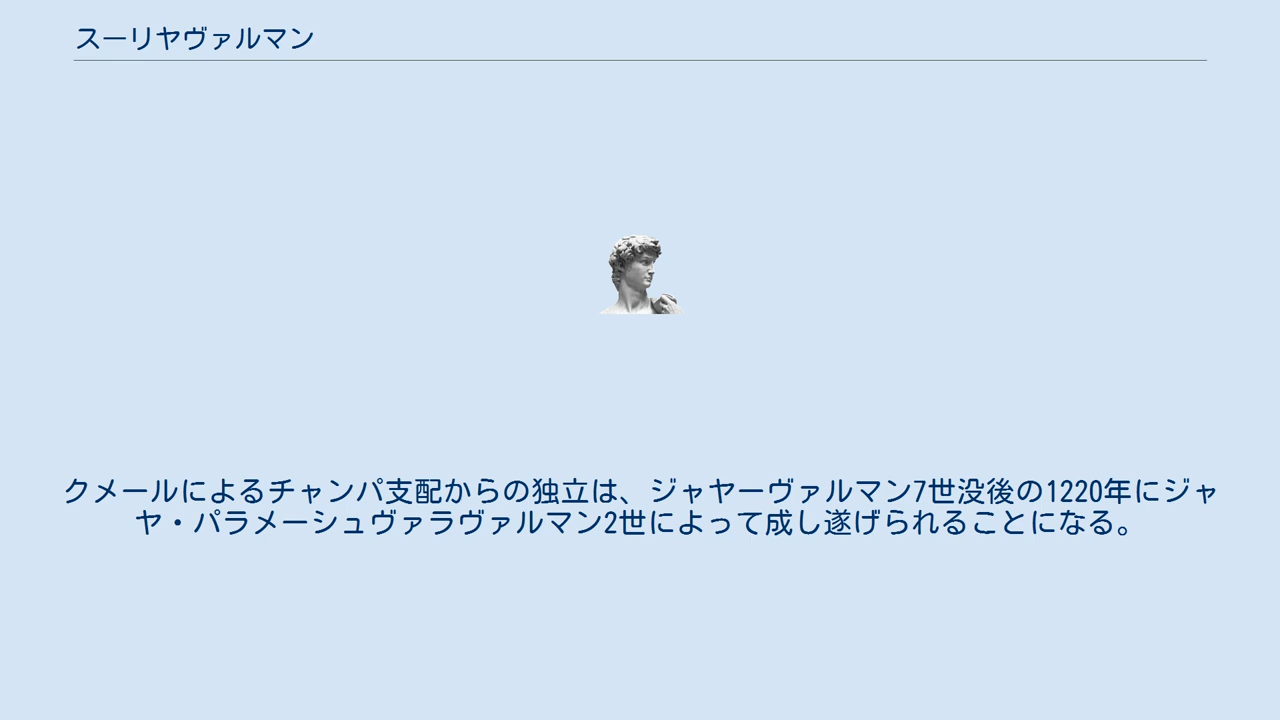 スーリヤヴァルマン
クメールによるチャンパ支配からの独立は、ジャヤーヴァルマン7世没後の1220年にジャ
ヤ・パラメーシュヴァラヴァルマン2世によって成し遂げられることになる。